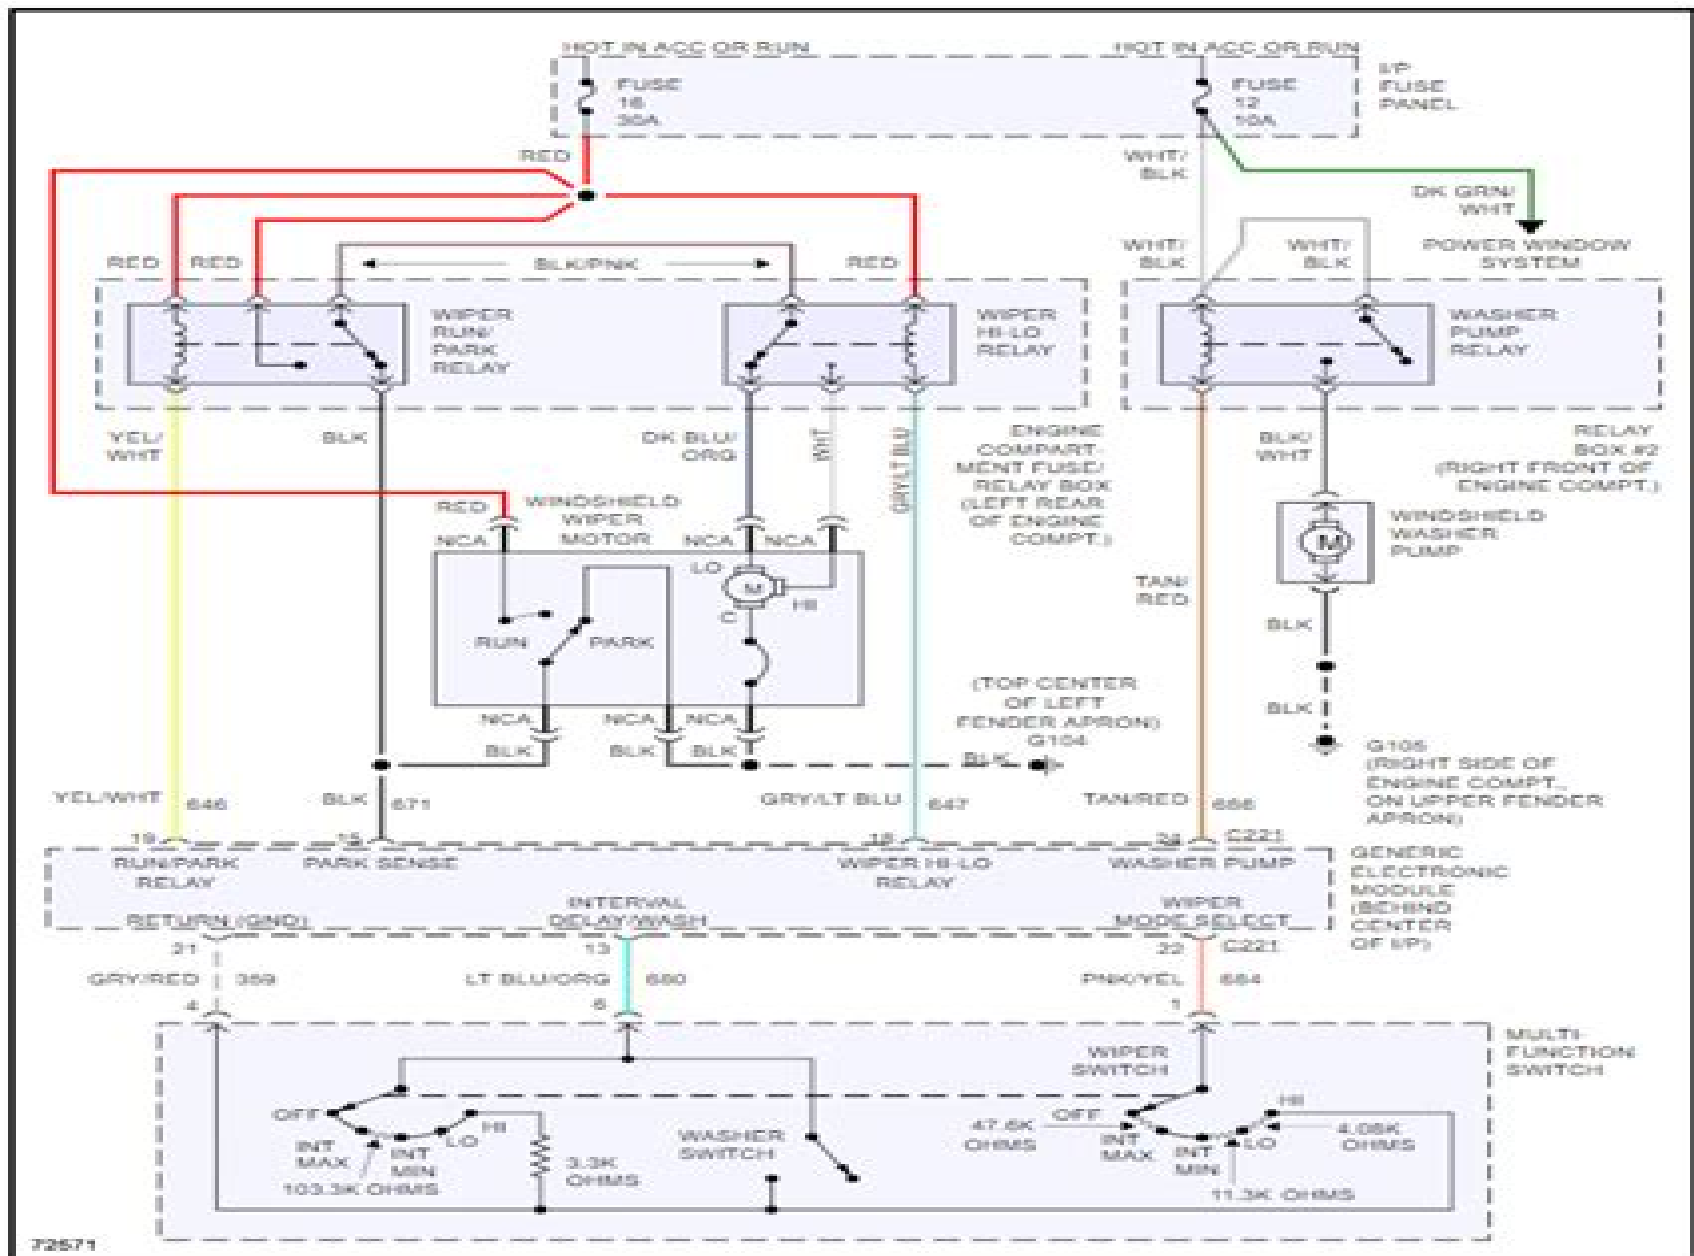 HOT IN ACC OR RUN
HOT IN ACC OR RUN
FUSE
16
30A
FUSE
12
10A
I/P
FUSE
PANEL
RED
WHT/
BLK
DK GRN/
WHT
POWER WINDOW
SYSTEM
RED
RED
BLK/PNK
RED
WHT/
BLK
WHT/
BLK
WIPER
RUN/
PARK
RELAY
WIPER
HI-LO
RELAY
WASHER
PUMP
RELAY
YEL/
WHT
BLK
DK BLU/
ORG
WHT
GRY/LT BLU
ENGINE
COMPART-
MENT FUSE/
RELAY BOX
(LEFT REAR
OF ENGINE
COMPT.)
BLK/
WHT
RELAY
BOX #2
(RIGHT FRONT OF
ENGINE COMPT.)
RED
WINDSHIELD
WIPER
MOTOR
NCA
NCA
NCA
LO
M
HI
C
RUN
PARK
M
WINDSHIELD
WASHER
PUMP
TAN/
RED
BLK
NCA
NCA
NCA
BLK
BLK
BLK
(TOP CENTER
OF LEFT
FENDER APRON)
G104
BLK
BLK
G105
(RIGHT SIDE OF
ENGINE COMPT.,
ON UPPER FENDER
APRON)
YEL/WHT
646
BLK
671
GRY/LT BLU
647
TAN/RED
19
15
18
24
C221
RUN/PARK
RELAY
PARK SENSE
WIPER HI-LO
RELAY
WASHER PUMP
RETURN (GND)
INTERVAL
DELAY/WASH
WIPER
MODE SELECT
GENERIC
ELECTRONIC
MODULE
(BEHIND
CENTER
OF I/P)
21
13
22
C221
GRY/RED
359
LT BLU/ORG
680
PNK/YEL
684
4
6
1
WIPER
SWITCH
MULTI-
FUNCTION
SWITCH
OFF
INT
MAX
INT
MIN
LO
HI
103.3K OHMS
3.3K
OHMS
WASHER
SWITCH
47.6K
OHMS
OFF
INT
MAX
INT
MIN
LO
HI
4.08K
OHMS
11.3K OHMS
72571